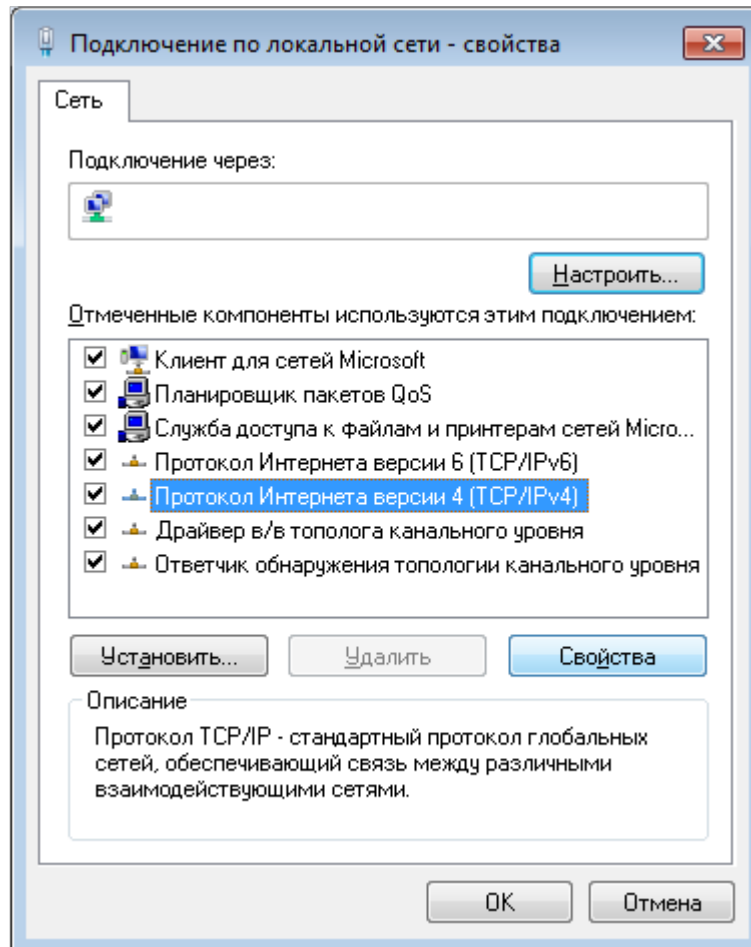 Подключение по локальной сети - свойства
Сеть
Подключение через:
Настроить...
Отмеченные компоненты используются этим подключением:
Клиент для сетей Microsoft
Планировщик пакетов QoS
Служба доступа к файлам и принтерам сетей Micro...
Протокол Интернета версии 6 (TCP/IPv6)
Протокол Интернета версии 4 (TCP/IPv4)
Драйвер в/в тополога канального уровня
Ответчик обнаружения топологии канального уровня
Установить...
Удалить
Свойства
Описание
Протокол TCP/IP - стандартный протокол глобальных
сетей, обеспечивающий связь между различными
взаимодействующими сетями.
ОК
Отмена